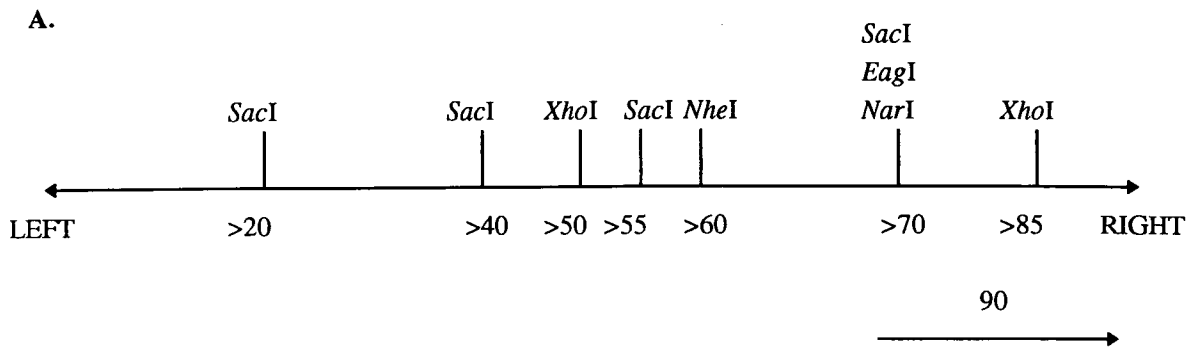 A.
SacI
EagI
SacI SacI XhoI SacI NheI NarI XhoI
LEFT >20 >40 >50 >55 >60 >70 >85 RIGHT
90